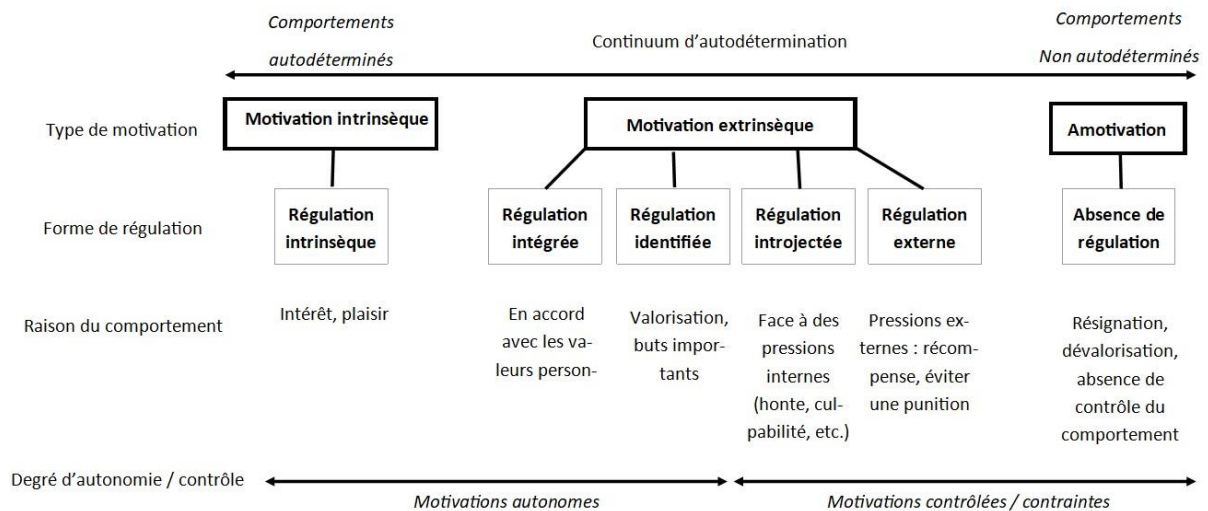 Comportements
autodéterminés
Continuum d'autodétermination
Comportements
Non autodéterminés
Type de motivation
Motivation intrinsèque
Motivation extrinsèque
Amotivation
Forme de régulation
Régulation
intrinsèque
Régulation
intégrée
Régulation
identifiée
Régulation
introjectée
Régulation
externe
Absence de
régulation
Raison du comportement
Intérêt, plaisir
En accord
avec les va-
leurs person-
Valorisation,
buts impor-
tants
Face à des
pressions
internes
(honte, cul-
pabilité, etc.)
Pressions ex-
ternes : récom-
pense, éviter
une punition
Résignation,
dévalorisation,
absence de
contrôle du
comportement
Degré d'autonomie / contrôle
Motivations autonomes
Motivations contrôlées / contraintes